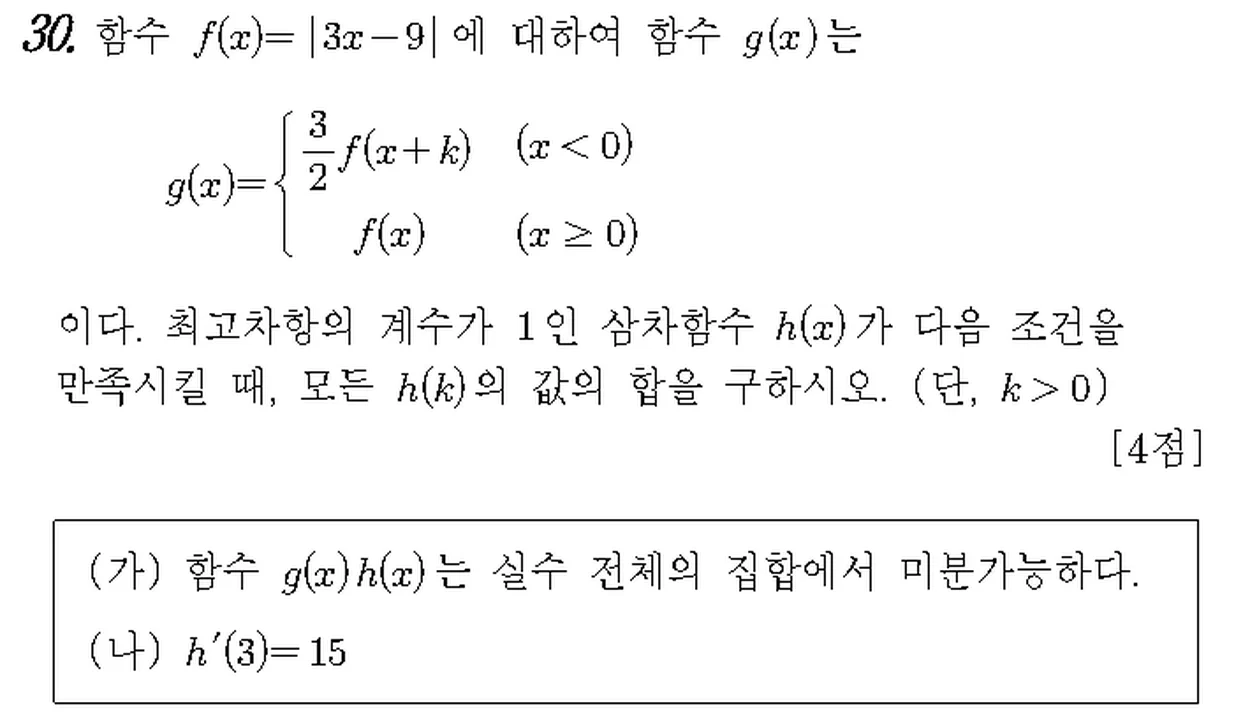 30. 함수 f(x)=|3x-9|에 대하여 함수 g(x)는
g(x)={ 3/2 f(x+k) (x<0)
f(x) (x≥0)
이다. 최고차항의 계수가 1인 삼차함수 h(x)가 다음 조건을
만족시킬 때, 모든 h(k)의 값의 합을 구하시오. (단, k>0)
[4점]
(가) 함수 g(x)h(x)는 실수 전체의 집합에서 미분가능하다.
(나) h′(3)=15